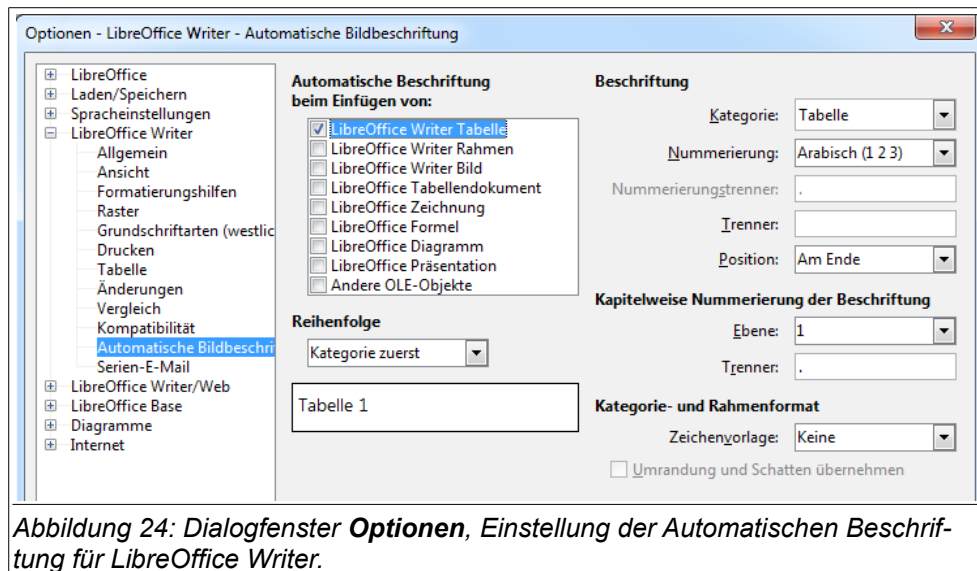 Optionen - LibreOffice Writer - Automatische Bildbeschriftung
LibreOffice
Laden/Speichern
Spracheinstellungen
LibreOffice Writer
Allgemein
Ansicht
Formatierungshilfen
Raster
Grundschriftarten (westlic
Drucken
Tabelle
Änderungen
Vergleich
Kompatibilität
Automatische Bildbeschri
Serien-E-Mail
LibreOffice Writer/Web
LibreOffice Base
Diagramme
Internet
Automatische Beschriftung
beim Einfügen von:
LibreOffice Writer Tabelle
LibreOffice Writer Rahmen
LibreOffice Writer Bild
LibreOffice Tabellendokument
LibreOffice Zeichnung
LibreOffice Formel
LibreOffice Diagramm
LibreOffice Präsentation
Andere OLE-Objekte
Reihenfolge
Kategorie zuerst
Tabelle 1
Beschriftung
Kategorie: Tabelle
Nummerierung: Arabisch (1 2 3)
Nummerierungstrenner: .
Trenner:
Position: Am Ende
Kapitelweise Nummerierung der Beschriftung
Ebene: 1
Trenner: .
Kategorie- und Rahmenformat
Zeichenvorlage: Keine
Umrandung und Schatten übernehmen
Abbildung 24: Dialogfenster Optionen, Einstellung der Automatischen Beschrif-
tung für LibreOffice Writer.